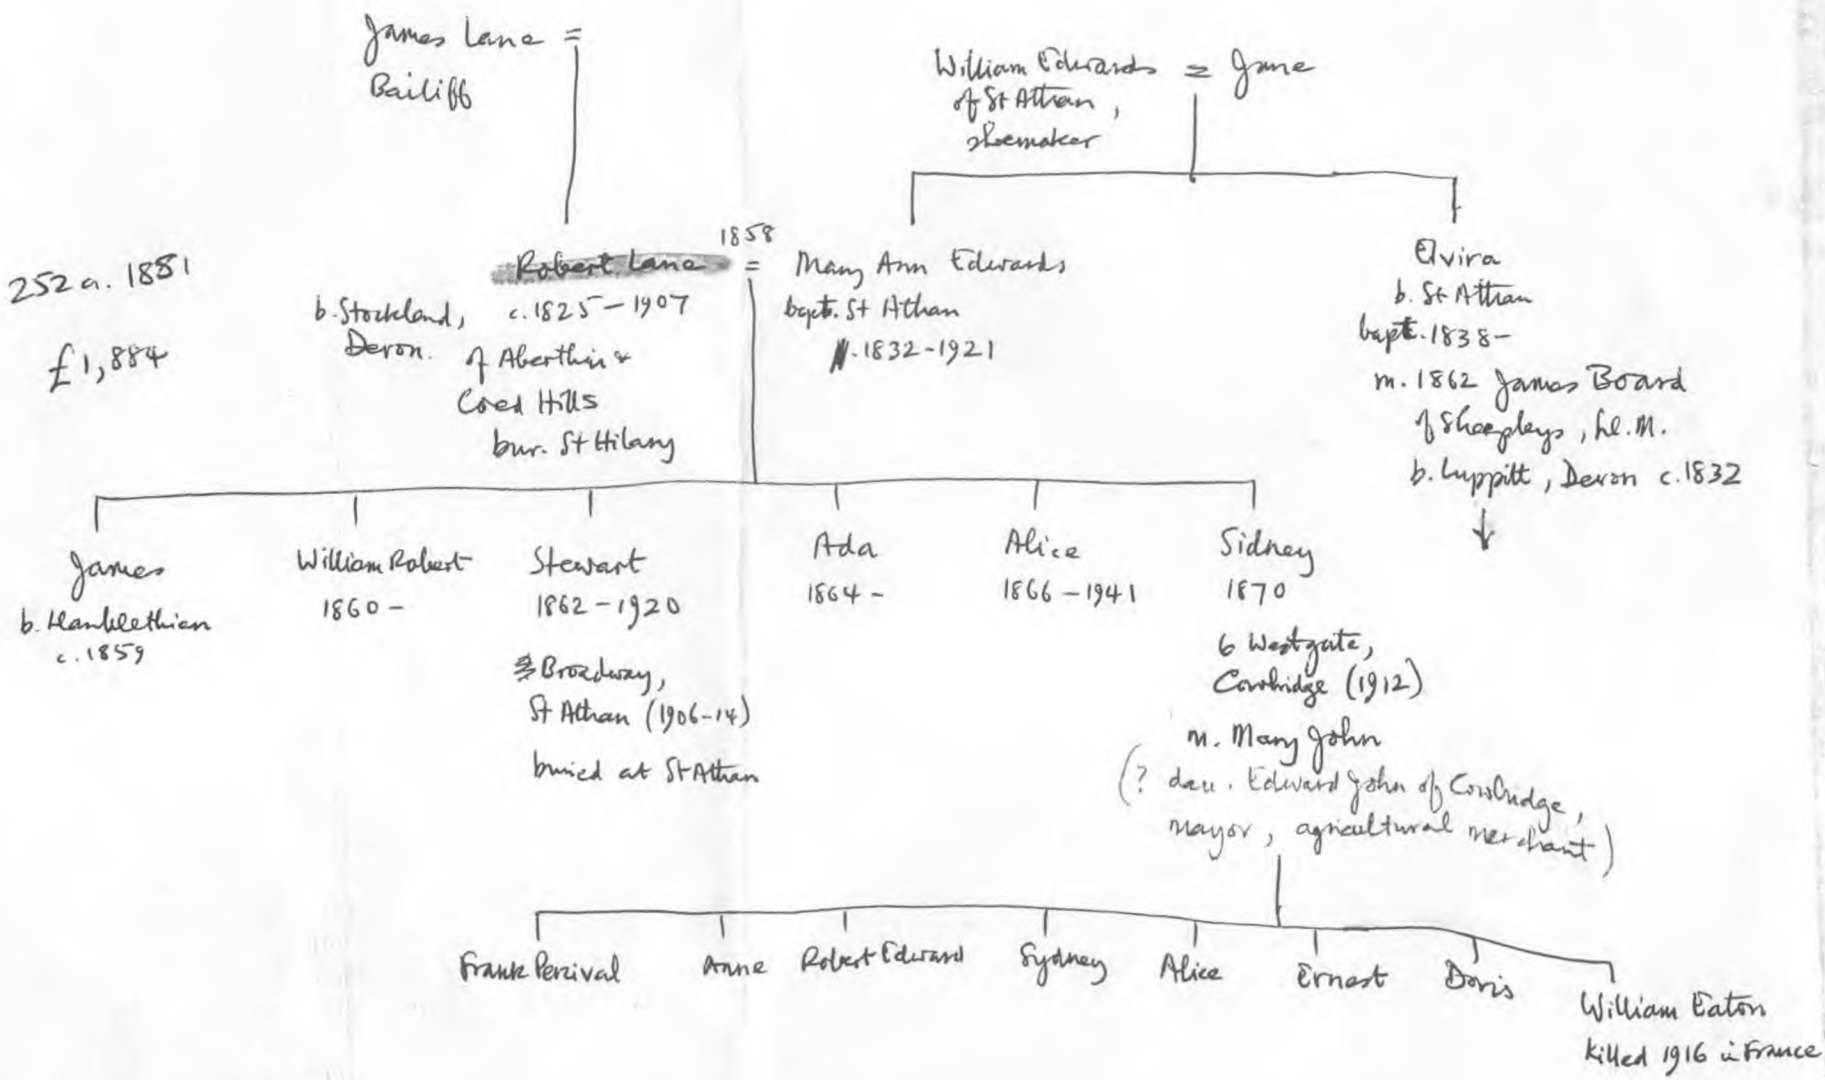 James Lane =
Bailiff
William Edwards = Jane
of St Athan,
shoemaker
252 a. 1881
£1,884
1858
Robert Lane = Mary Ann Edwards
b. Stockland,
Devon.
c. 1825 - 1907
of Aberthin &
Coed Hills
bur. St Hilary
bapt. St Athan
1832 - 1921
Elvira
b. St Athan
bapt. 1838 -
m. 1862 James Board
of Sheepleys, Ll. M.
b. Luppitt, Devon c. 1832
James
b. Llanblethian
c. 1859
William Robert
1860 -
Stewart
1862 - 1920
Broadway,
St Athan (1906-14)
buried at St Athan
Ada
1864 -
Alice
1866 - 1941
Sidney
1870
6 Westgate,
Cowbridge (1912)
m. Mary John
(? dau. Edward John of Cowbridge,
mayor, agricultural merchant)
Frank Percival
Anne
Robert Edward
Sydney
Alice
Ernest
Doris
William Eaton
killed 1916 in France